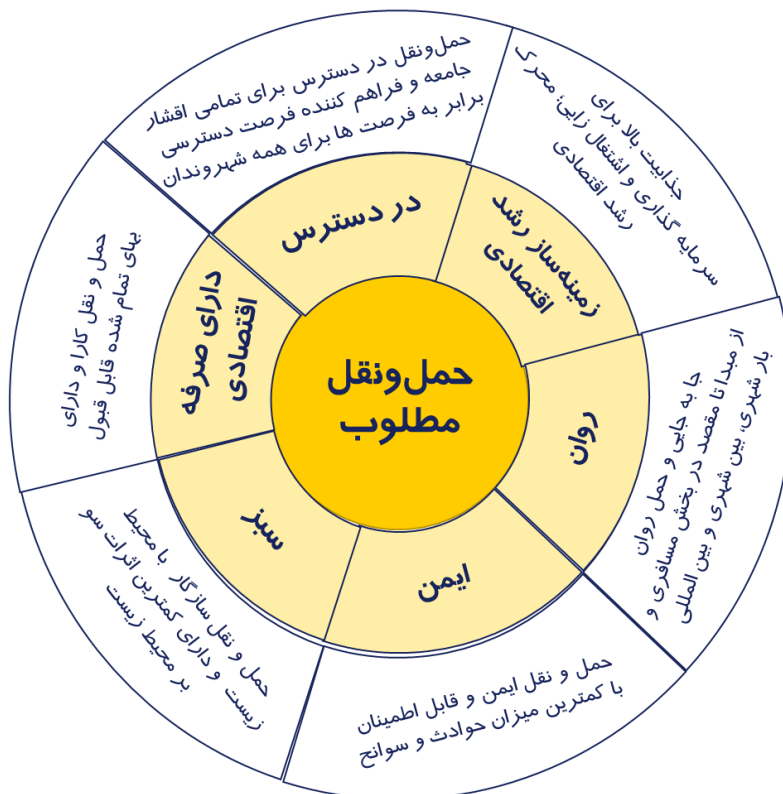 حمل‌ونقل
مطلوب
در دسترس
حمل‌ونقل در دسترس برای تمامی اقشار
جامعه و فراهم کننده فرصت دسترسی
برابر به فرصت ها برای همه شهروندان
زمینه‌ساز رشد
اقتصادی
جذابیت بالا برای
سرمایه گذاری و اشتغال زایی؛ محرک
رشد اقتصادی
روان
جا به جایی و حمل روان
از مبدا تا مقصد در بخش مسافری و
بار شهری، بین شهری و بین المللی
ایمن
حمل و نقل ایمن و قابل اطمینان
با کمترین میزان حوادث و سوانح
سبز
حمل و نقل سازگار با محیط
زیست و دارای کمترین اثرات سو
بر محیط زیست
دارای صرفه
اقتصادی
حمل و نقل کارا و دارای
بهای تمام شده قابل قبول